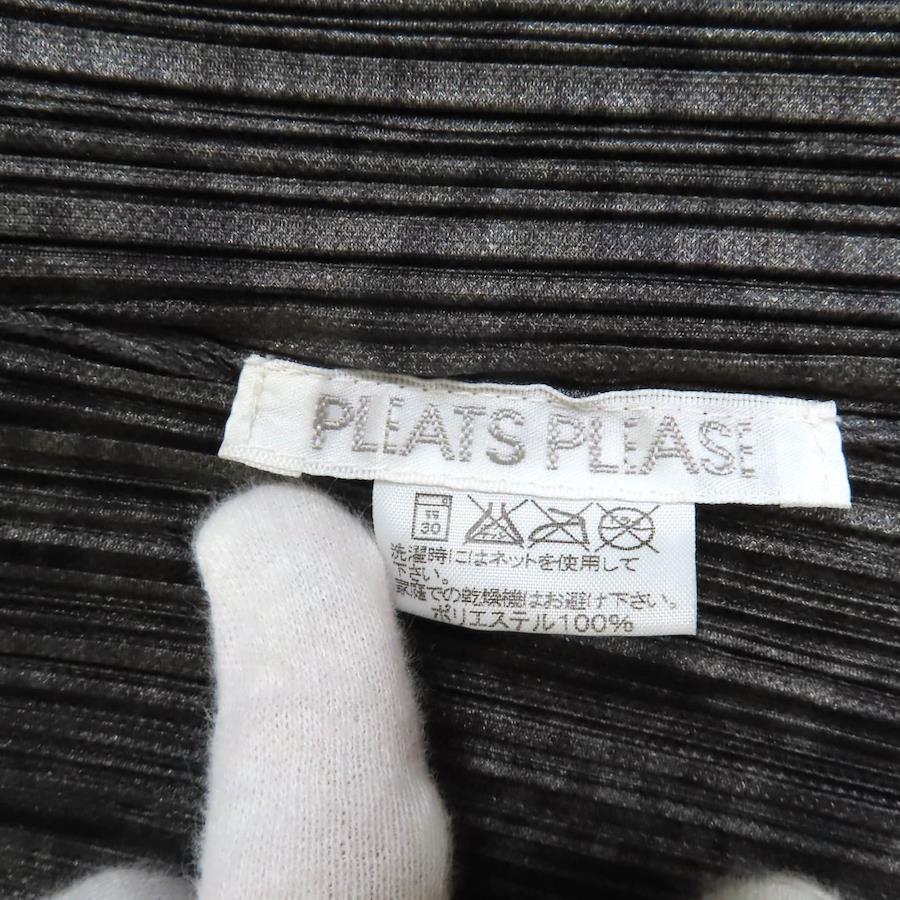 PLEATS PLEASE
30
洗濯時にはネットを使用して
下さい。
家庭での乾燥機はお避け下さい。
ポリエステル100%